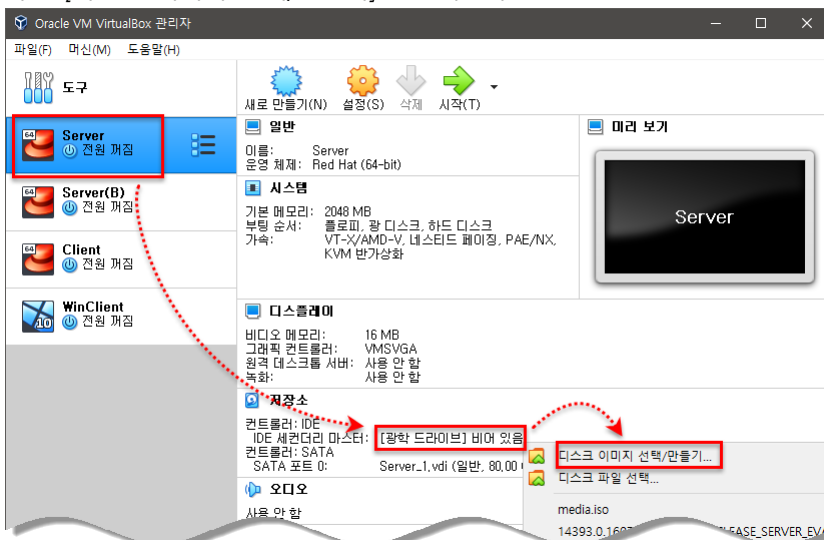 Oracle VM VirtualBox 관리자
파일(F) 머신(M) 도움말(H)
도구
새로 만들기(N) 설정(S) 삭제 시작(T)
64 Server
전원 꺼짐
64 Server(B)
전원 꺼짐
64 Client
전원 꺼짐
10 WinClient
전원 꺼짐
일반
이름: Server
운영 체제: Red Hat (64-bit)
미리 보기
Server
시스템
기본 메모리: 2048 MB
부팅 순서: 플로피, 광 디스크, 하드 디스크
가속: VT-X/AMD-V, 네스티드 페이징, PAE/NX,
KVM 반가상화
디스플레이
비디오 메모리: 16 MB
그래픽 컨트롤러: VMSVGA
원격 데스크톱 서버: 사용 안 함
녹화: 사용 안 함
저장소
컨트롤러: IDE
IDE 세컨더리 마스터: [광학 드라이브] 비어 있음
컨트롤러: SATA
SATA 포트 0: Server_1.vdi (일반, 80,00
오디오
사용 안 함
디스크 이미지 선택/만들기...
디스크 파일 선택...
media.iso